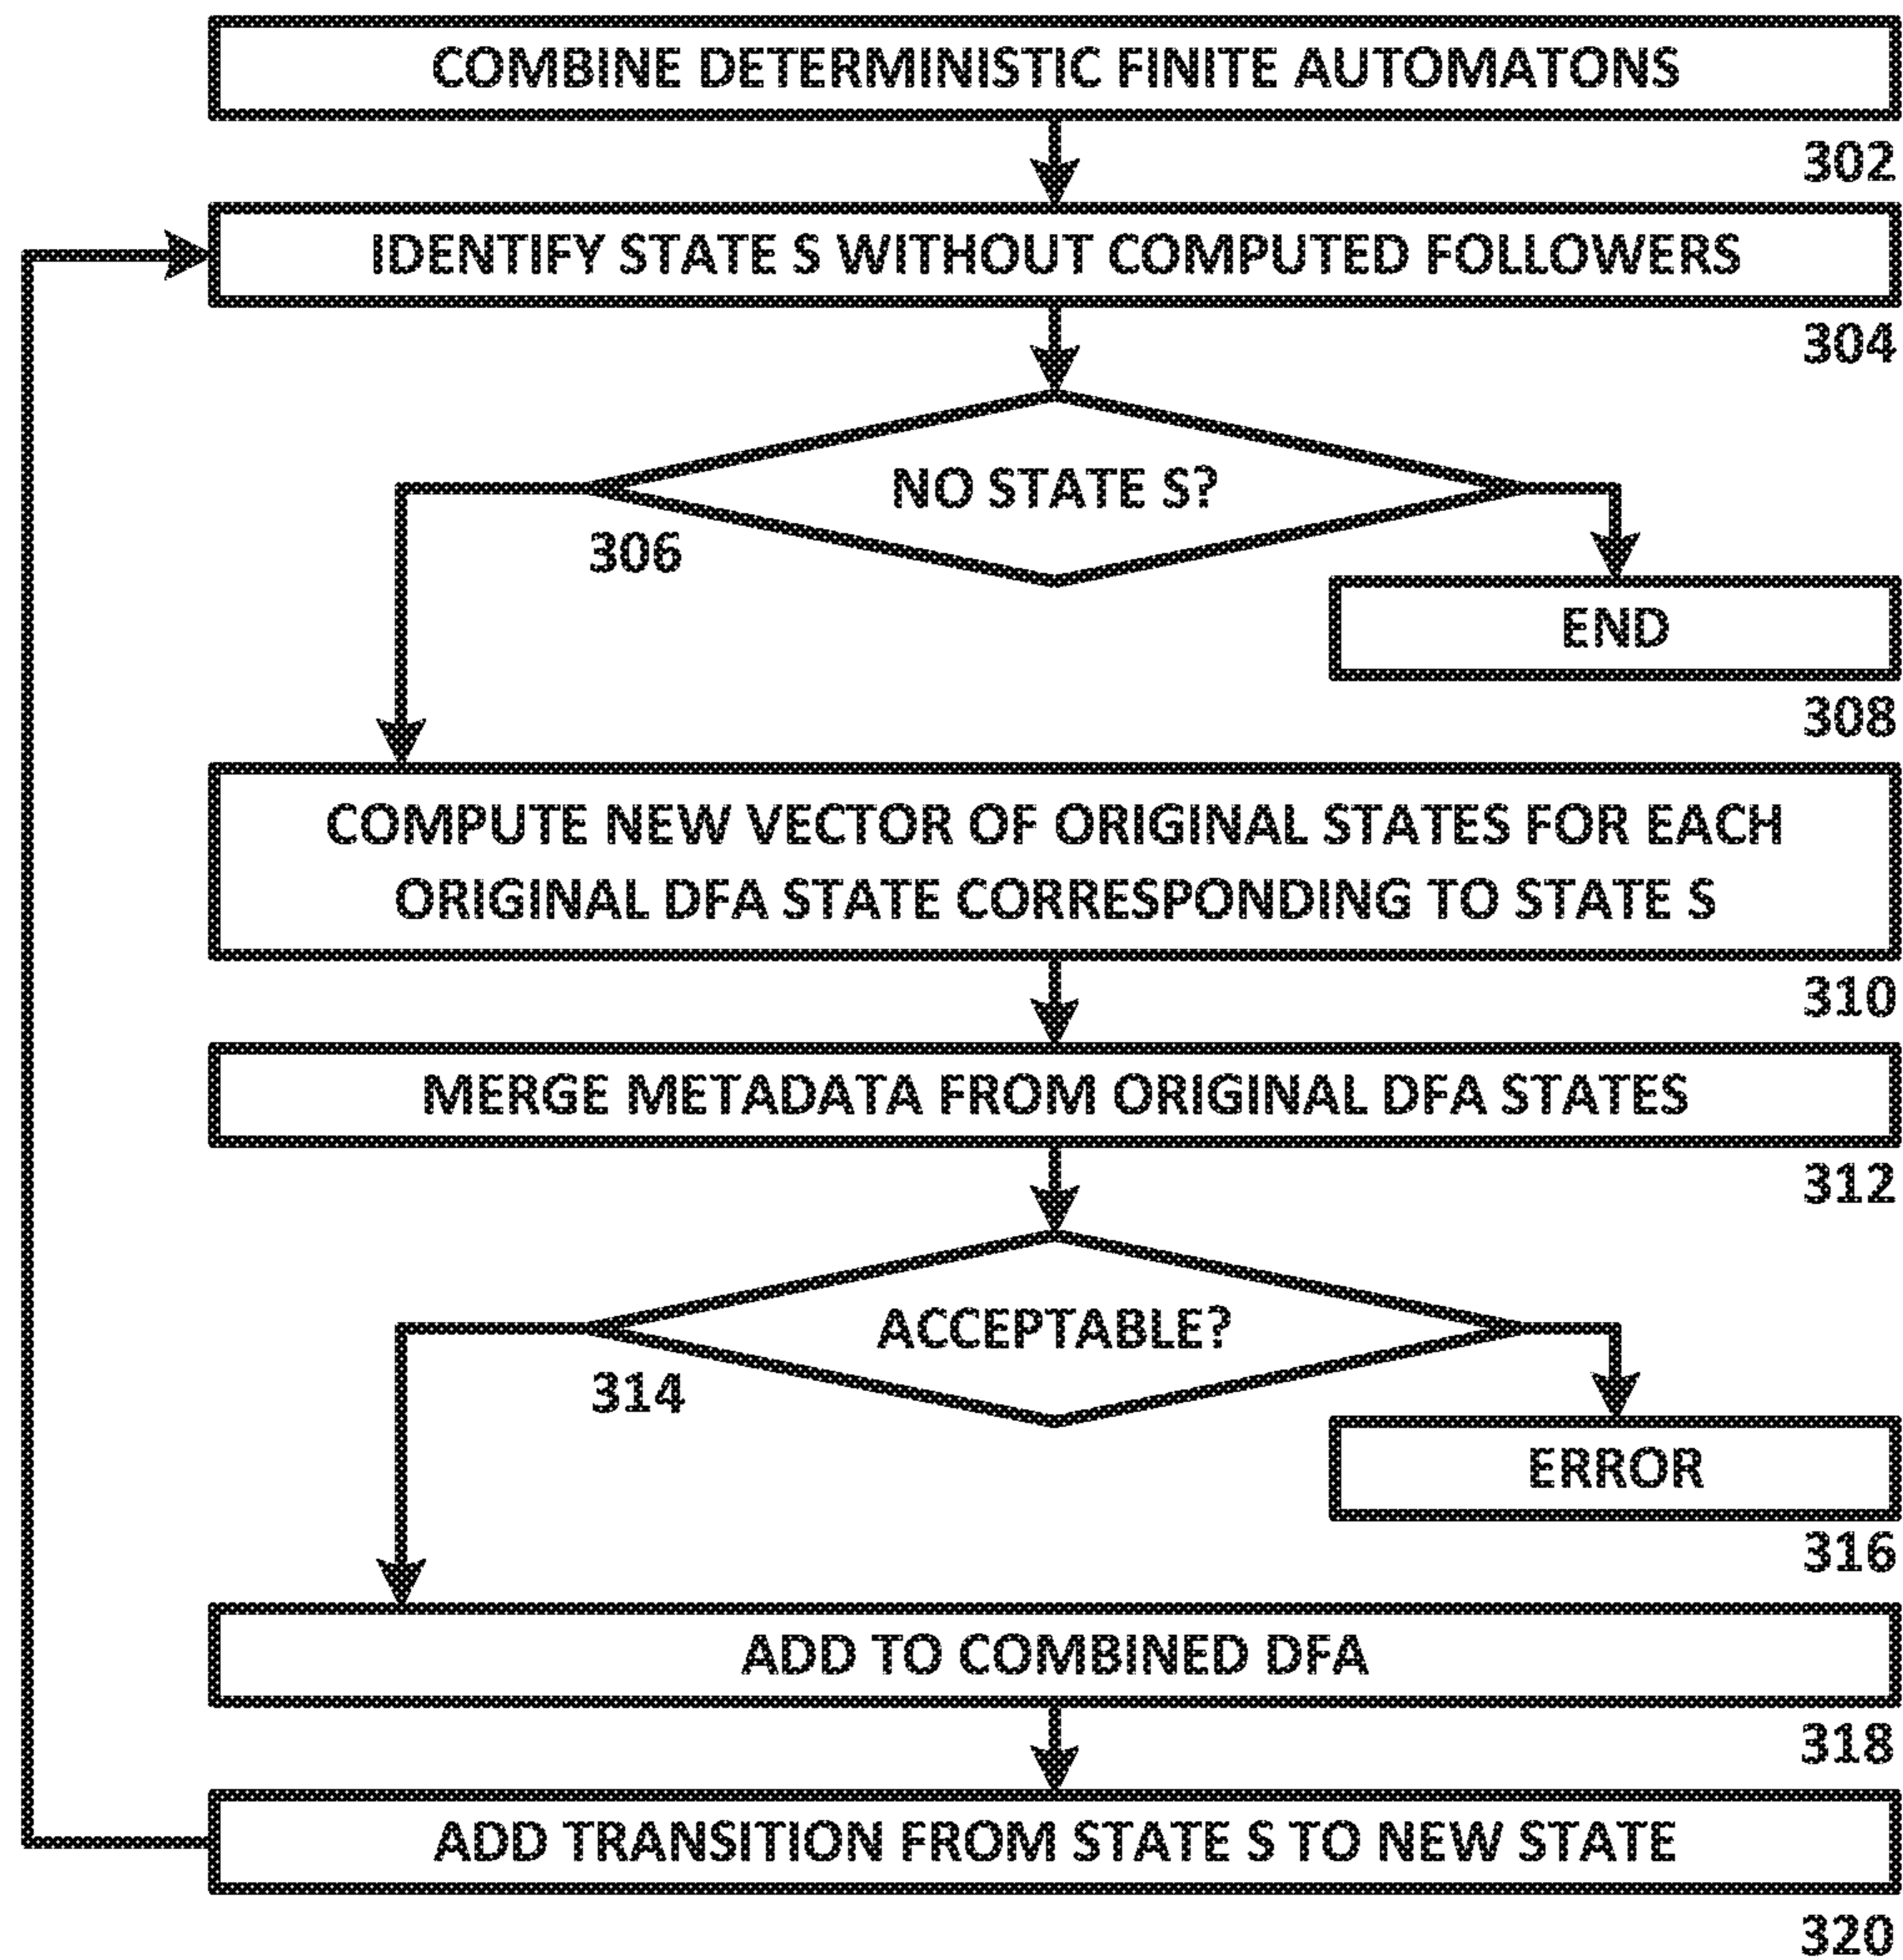 COMBINE DETERMINISTIC FINITE AUTOMATONS
302
IDENTIFY STATE S WITHOUT COMPUTED FOLLOWERS
304
NO STATE S?
306
END
308
COMPUTE NEW VECTOR OF ORIGINAL STATES FOR EACH
ORIGINAL DFA STATE CORRESPONDING TO STATE S
310
MERGE METADATA FROM ORIGINAL DFA STATES
312
ACCEPTABLE?
314
ERROR
316
ADD TO COMBINED DFA
318
ADD TRANSITION FROM STATE S TO NEW STATE
320